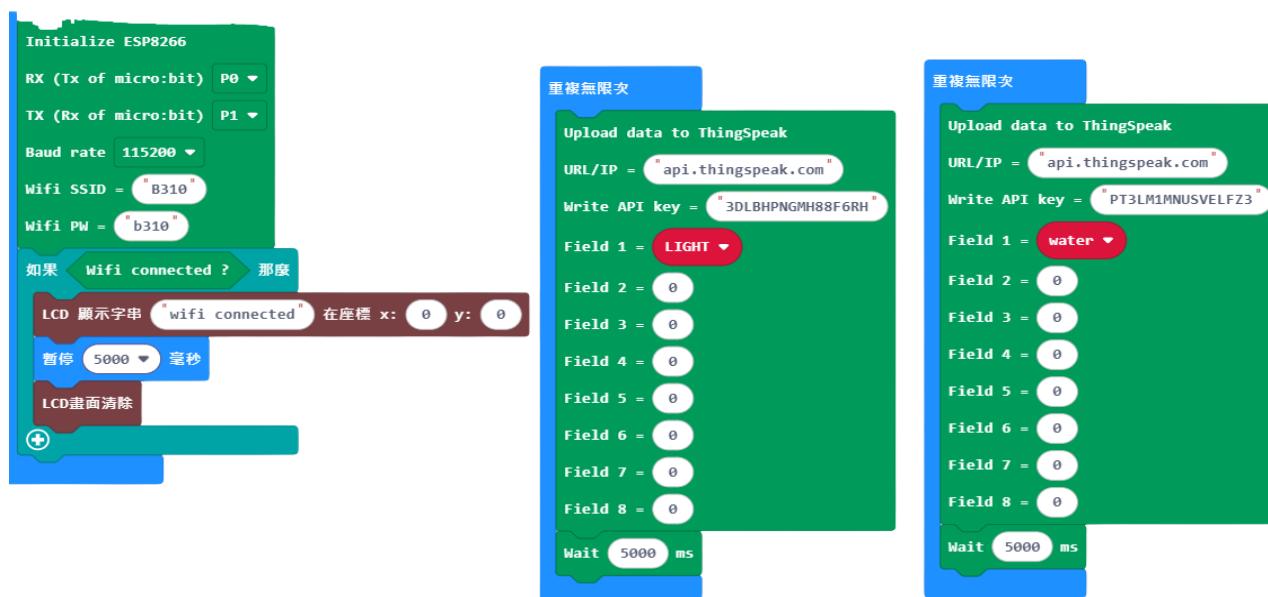 Initialize ESP8266
RX (Tx of micro:bit) P0
TX (Rx of micro:bit) P1
Baud rate 115200
Wifi SSID = "B310"
Wifi PW = "b310"
如果 Wifi connected ? 那麼
LCD 顯示字串 "wifi connected" 在座標 x: 0 y: 0
暫停 5000 毫秒
LCD畫面清除
重複無限次
Upload data to ThingSpeak
URL/IP = "api.thingspeak.com"
Write API key = "3DLBHPNGMH88F6RH"
Field 1 = LIGHT
Field 2 = 0
Field 3 = 0
Field 4 = 0
Field 5 = 0
Field 6 = 0
Field 7 = 0
Field 8 = 0
Wait 5000 ms
重複無限次
Upload data to ThingSpeak
URL/IP = "api.thingspeak.com"
Write API key = "PT3LM1MNUSVELFZ3"
Field 1 = water
Field 2 = 0
Field 3 = 0
Field 4 = 0
Field 5 = 0
Field 6 = 0
Field 7 = 0
Field 8 = 0
Wait 5000 ms